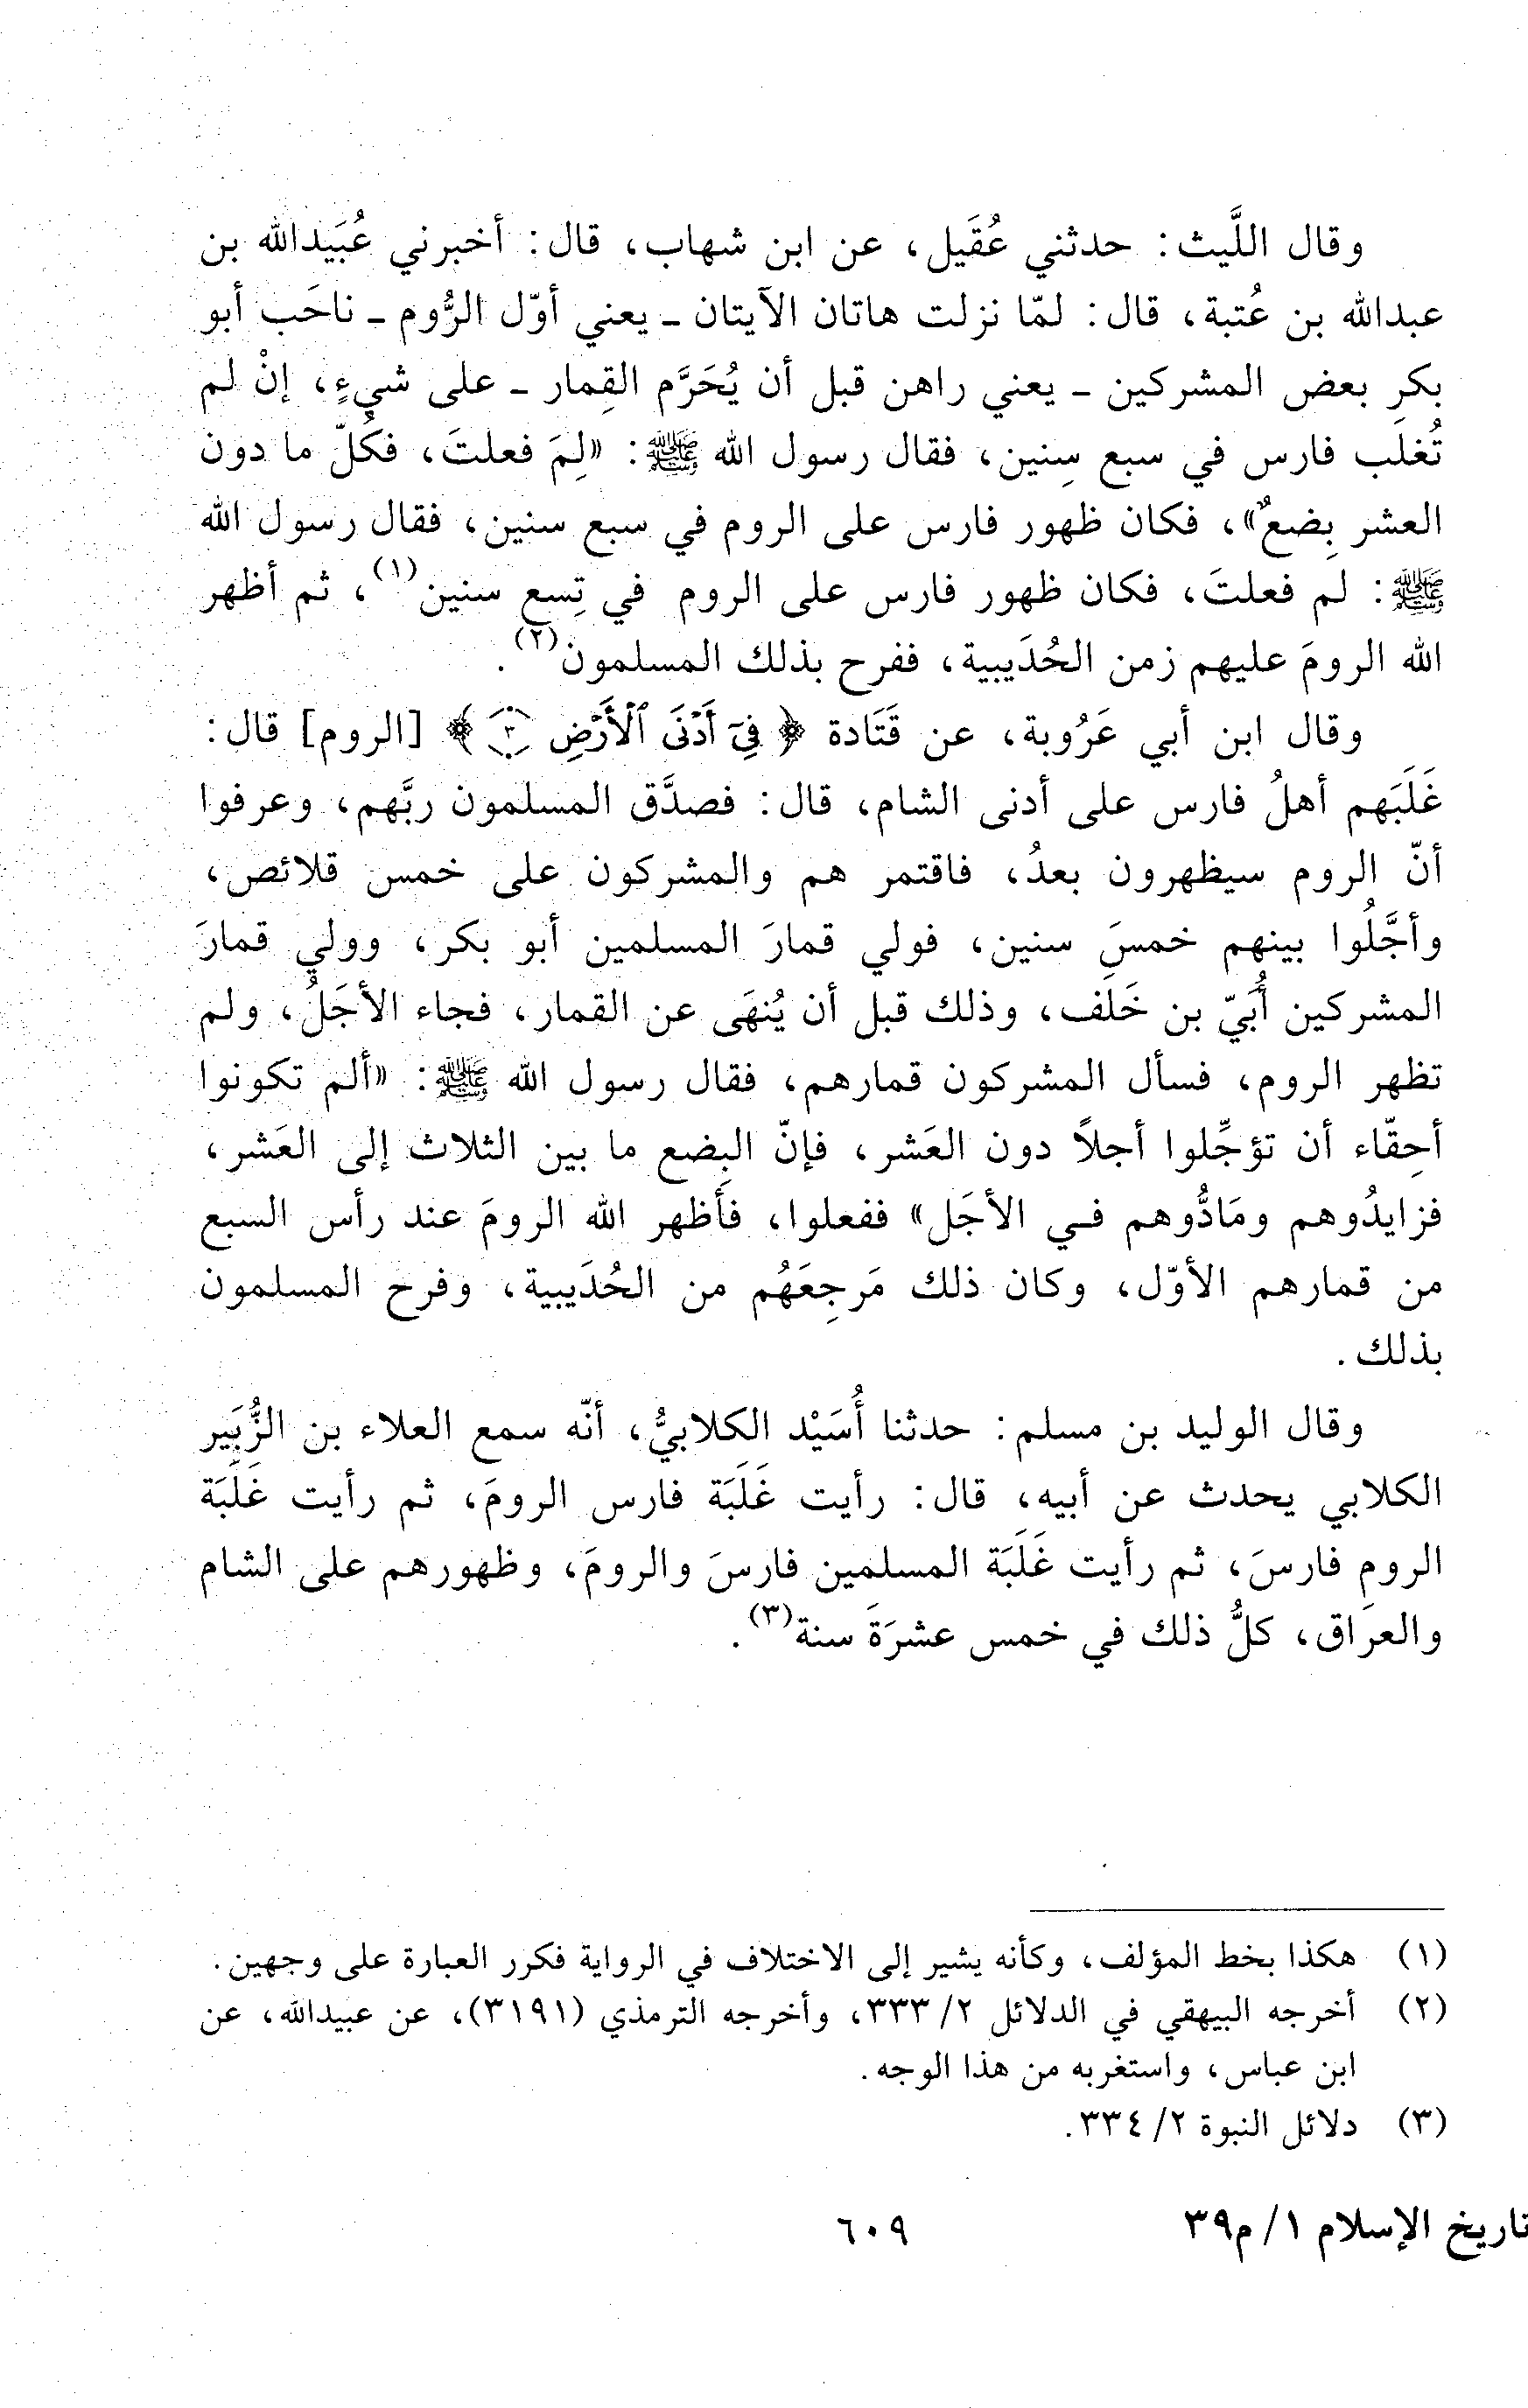 وقال اللَّيث: حدثني عُقَيل، عن ابن شهاب، قال: أخبرني عُبَيدالله بن
عبدالله بن عُتبة، قال: لمّا نزلت هاتان الآيتان ـ يعني أوّل الرُّوم ـ ناحَب أبو
بكرٍ بعض المشركين ـ يعني راهن قبل أن يُحَرَّم القِمار ـ على شيءٍ، إنْ لم
تُغلَب فارس في سبع سِنين، فقال رسول الله ﷺ: «لِمَ فعلتَ، فكُلّ ما دون
العشر بِضعٌ»، فكان ظهور فارس على الروم في سبع سنين، فقال رسول الله
ﷺ: لم فعلتَ، فكان ظهور فارس على الروم في تِسع سنين(١)، ثم أظهر
الله الرومَ عليهم زمن الحُدَيبية، ففرح بذلك المسلمون(٢).
وقال ابن أبي عَرُوبة، عن قَتَادة ﴿فِيٓ أَدْنَى ٱلْأَرْضِ ٣﴾ [الروم] قال:
غَلَبَهم أهلُ فارس على أدنى الشام، قال: فصدَّق المسلمون ربَّهم، وعرفوا
أنّ الروم سيظهرون بعدُ، فاقتمر هم والمشركون على خمس قلائص،
وأجَّلُوا بينهم خمسَ سنين، فولي قمارَ المسلمين أبو بكر، وولي قمارَ
المشركين أُبَيّ بن خَلَف، وذلك قبل أن يُنهَى عن القمار، فجاء الأجَلُ، ولم
تظهر الروم، فسأل المشركون قمارهم، فقال رسول الله ﷺ: «ألم تكونوا
أحِقّاء أن تؤجِّلوا أجلاً دون العَشر، فإنّ البِضع ما بين الثلاث إلى العَشر،
فزايدُوهم ومَادُّوهم في الأجَل» ففعلوا، فأظهر الله الرومَ عند رأس السبع
من قمارهم الأوّل، وكان ذلك مَرجِعَهُم من الحُدَيبية، وفرح المسلمون
بذلك.
وقال الوليد بن مسلم: حدثنا أُسَيْد الكلابيُّ، أنّه سمع العلاء بن الزُّبَير
الكلابي يحدث عن أبيه، قال: رأيت غَلَبَة فارس الرومَ، ثم رأيت غَلَبَة
الرومِ فارسَ، ثم رأيت غَلَبَة المسلمين فارسَ والرومَ، وظهورهم على الشام
والعرَاق، كلُّ ذلك في خمس عشرَةَ سنة(٣).
(١) هكذا بخط المؤلف، وكأنه يشير إلى الاختلاف في الرواية فكرر العبارة على وجهين.
(٢) أخرجه البيهقي في الدلائل ٢/ ٣٣٣، وأخرجه الترمذي (٣١٩١)، عن عبيدالله، عن
ابن عباس، واستغربه من هذا الوجه.
(٣) دلائل النبوة ٢/ ٣٣٤.
تاريخ الإسلام ١/ م٣٩
٦٠٩